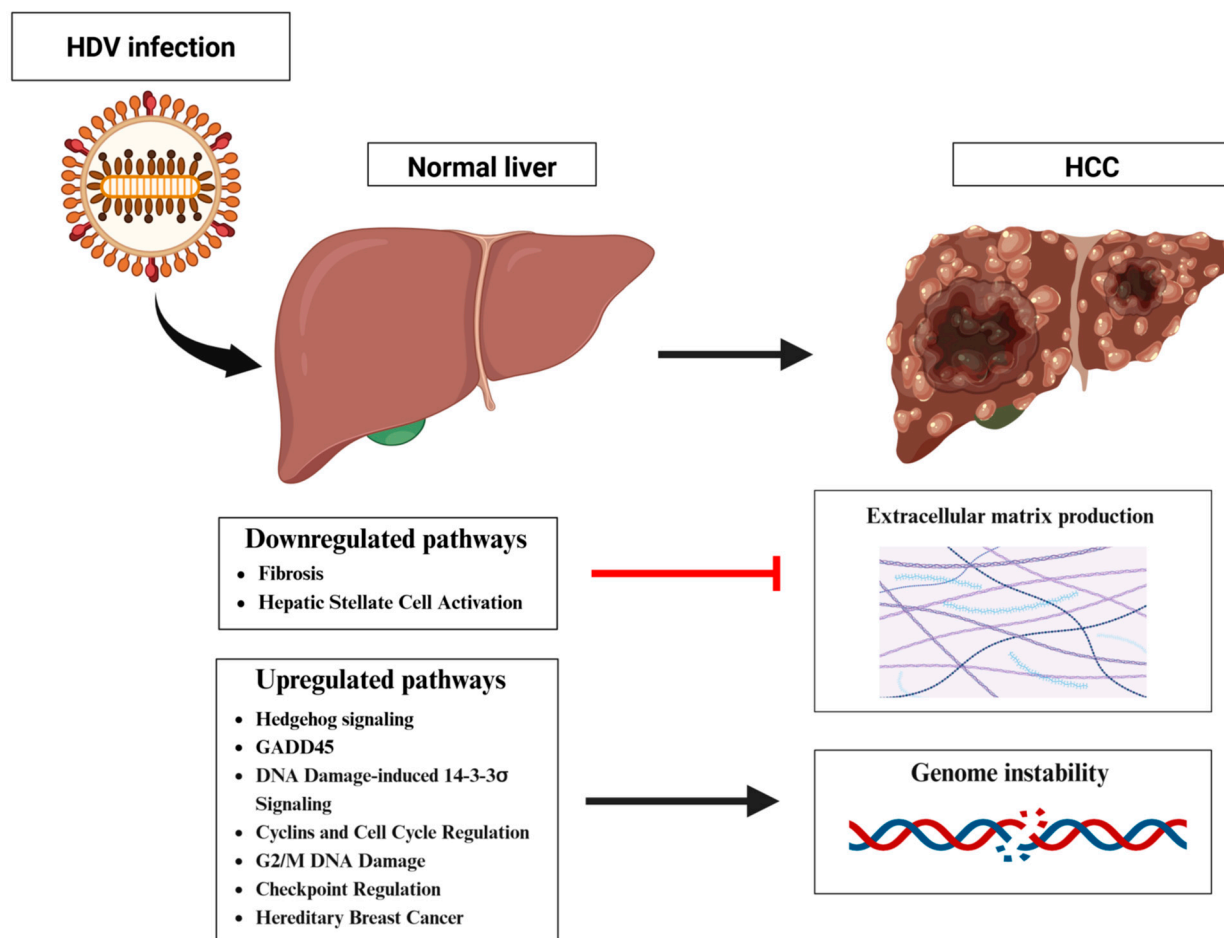 HDV infection
Normal liver
HCC
Downregulated pathways
• Fibrosis
• Hepatic Stellate Cell Activation
Extracellular matrix production
Upregulated pathways
• Hedgehog signaling
• GADD45
• DNA Damage-induced 14-3-3σ
Signaling
• Cyclins and Cell Cycle Regulation
• G2/M DNA Damage
• Checkpoint Regulation
• Hereditary Breast Cancer
Genome instability